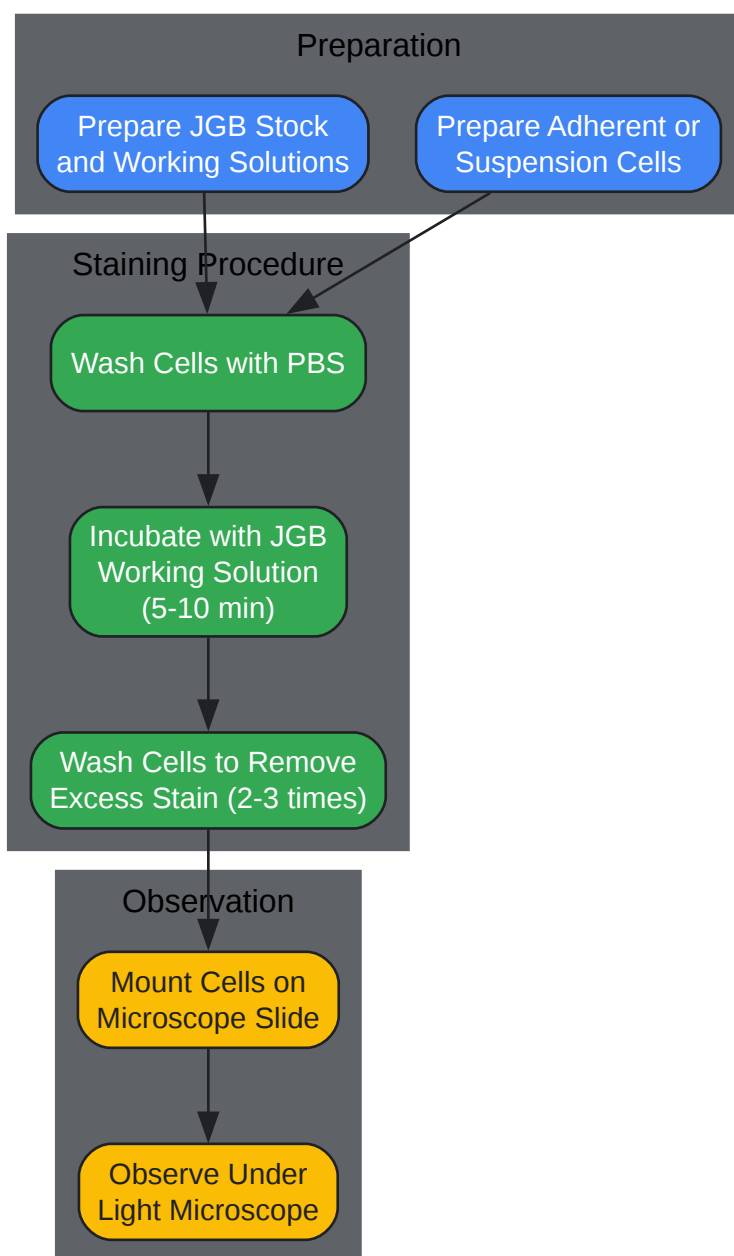 Preparation
Prepare JGB Stock
and Working Solutions
Prepare Adherent or
Suspension Cells
Staining Procedure
Wash Cells with PBS
Incubate with JGB
Working Solution
(5-10 min)
Wash Cells to Remove
Excess Stain (2-3 times)
Observation
Mount Cells on
Microscope Slide
Observe Under
Light Microscope